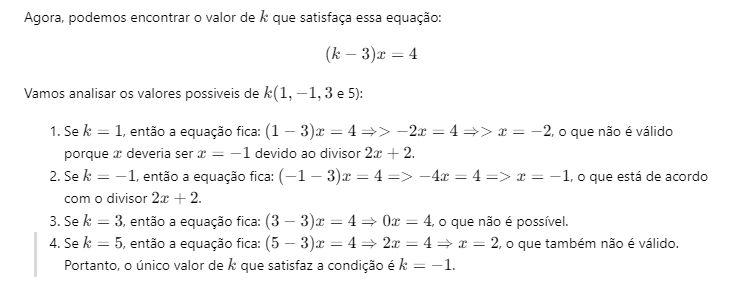 Agora, podemos encontrar o valor de k que satisfaça essa equação:
(k − 3)x = 4
Vamos analisar os valores possiveis de k(1, −1, 3 e 5):
1. Se k = 1, então a equação fica: (1 − 3)x = 4 ⇒> −2x = 4 ⇒> x = −2, o que não é válido
porque x deveria ser x = −1 devido ao divisor 2x + 2.
2. Se k = −1, então a equação fica: (−1 − 3)x = 4 => −4x = 4 => x = −1, o que está de acordo
com o divisor 2x + 2.
3. Se k = 3, então a equação fica: (3 − 3)x = 4 ⇒ 0x = 4, o que não é possível.
4. Se k = 5, então a equação fica: (5 − 3)x = 4 ⇒ 2x = 4 ⇒ x = 2, o que também não é válido.
Portanto, o único valor de k que satisfaz a condição é k = −1.